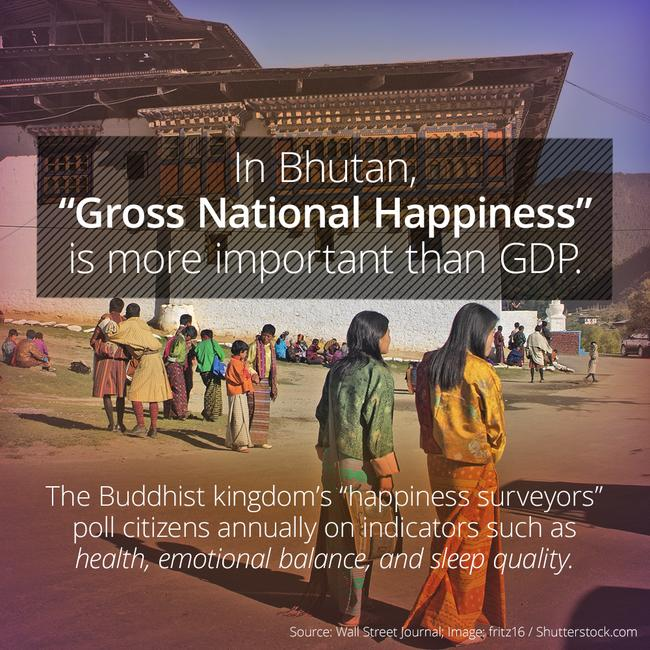 In Bhutan,
“Gross National Happiness”
is more important than GDP.
The Buddhist kingdom’s “happiness surveyors”
poll citizens annually on indicators such as
health, emotional balance, and sleep quality.
Source: Wall Street Journal; Image: fritz16 / Shutterstock.com